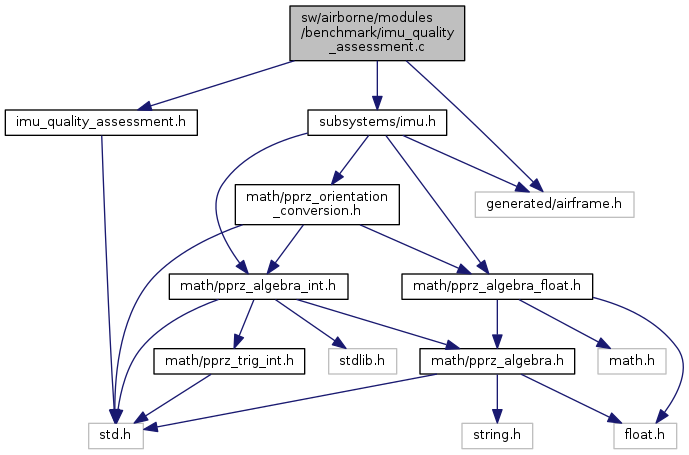 sw/airborne/modules
/benchmark/imu_quality
_assessment.c
imu_quality_assessment.h
subsystems/imu.h
math/pprz_orientation
_conversion.h
generated/airframe.h
math/pprz_algebra_int.h
math/pprz_algebra_float.h
math/pprz_trig_int.h
stdlib.h
math/pprz_algebra.h
math.h
std.h
string.h
float.h